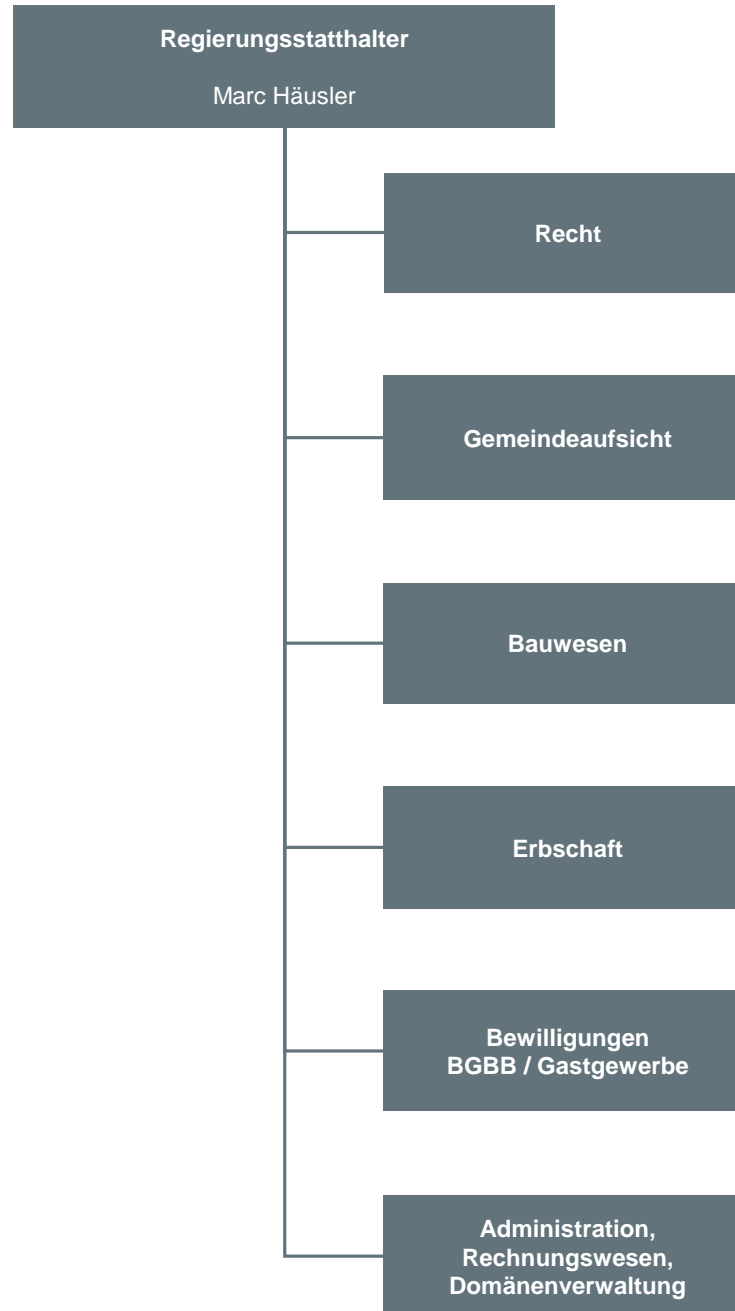 Regierungsstatthalter
Marc Häusler
Recht
Gemeindeaufsicht
Bauwesen
Erbschaft
Bewilligungen
BGBB / Gastgewerbe
Administration,
Rechnungswesen,
Domänenverwaltung